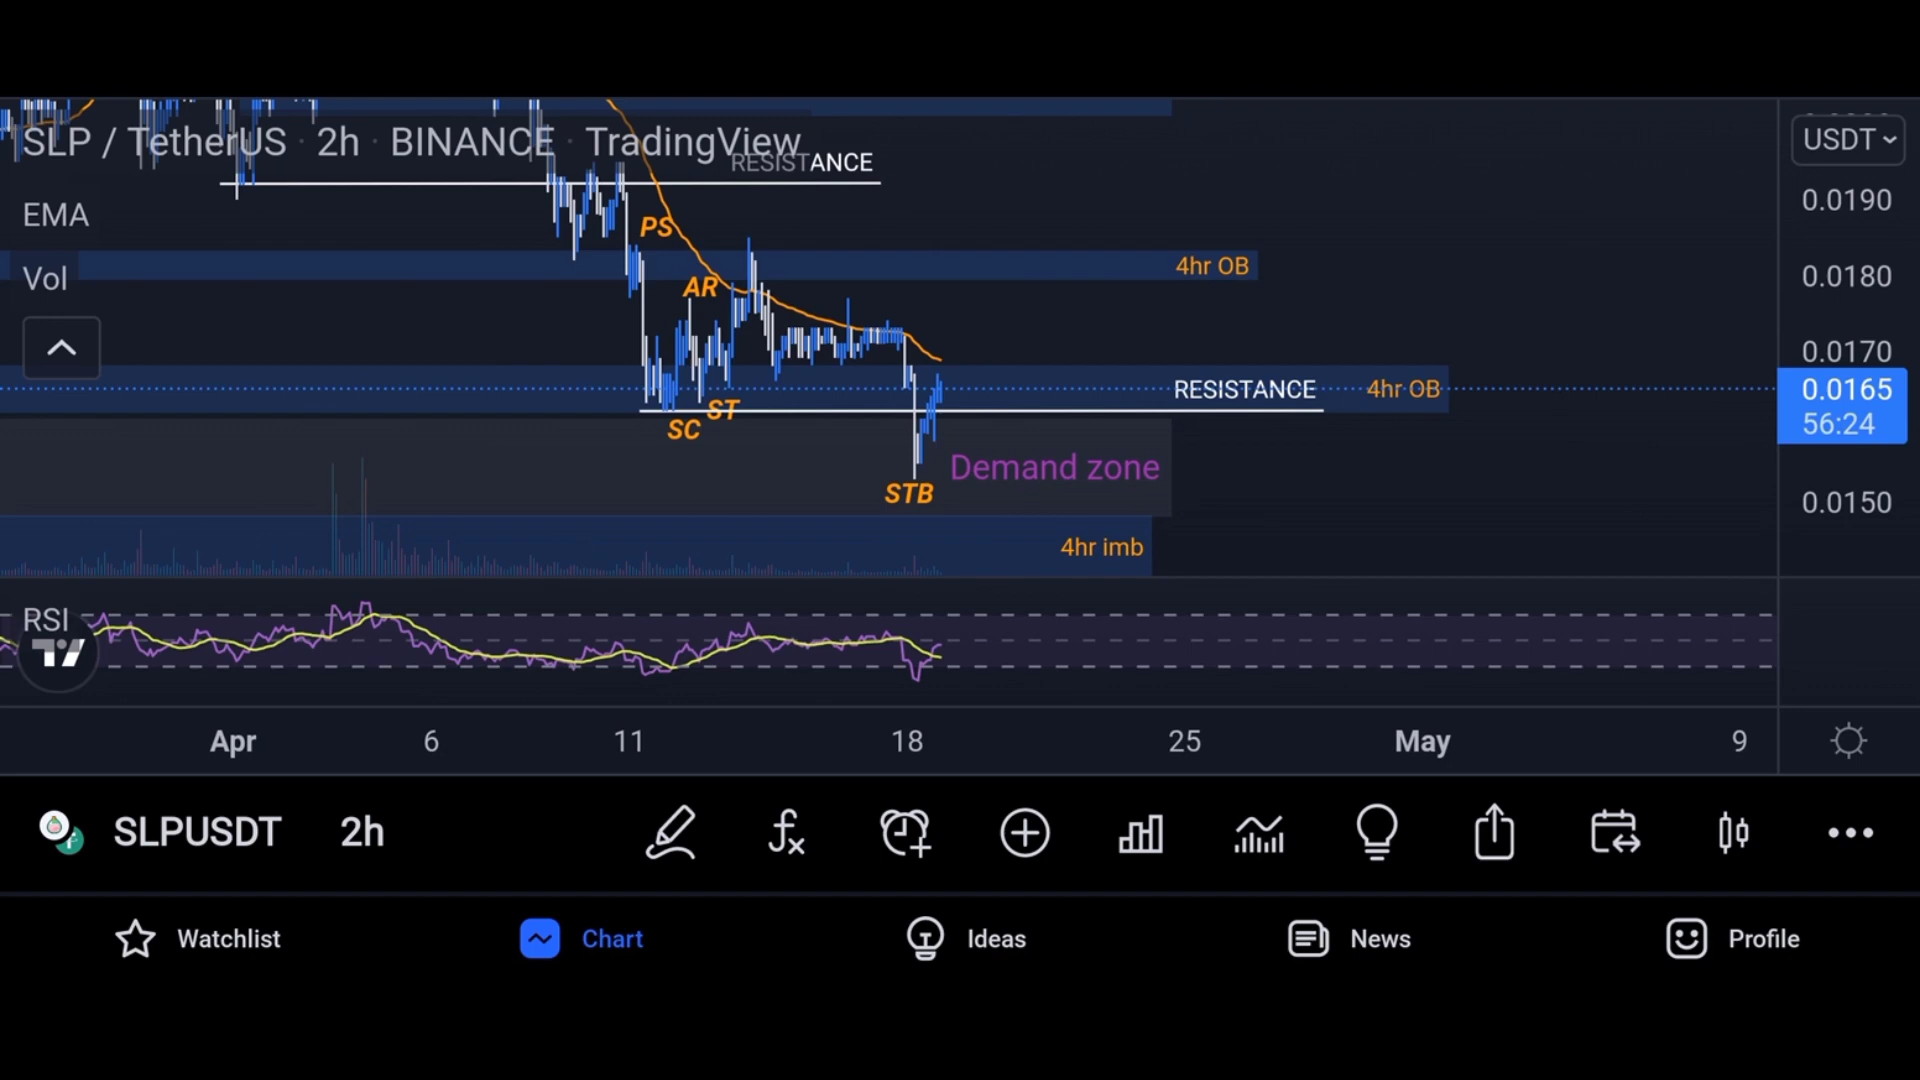 SLP / TetherUS · 2h · BINANCE · TradingView
RESISTANCE
USDT
0.0190
EMA
PS
4hr OB
Vol
0.0180
AR
0.0170
RESISTANCE
4hr OB
0.0165
56:24
ST
SC
Demand zone
STB
0.0150
4hr imb
RSI
Apr 6 11 18 25 May 9
SLPUSDT 2h
Watchlist Chart Ideas News Profile